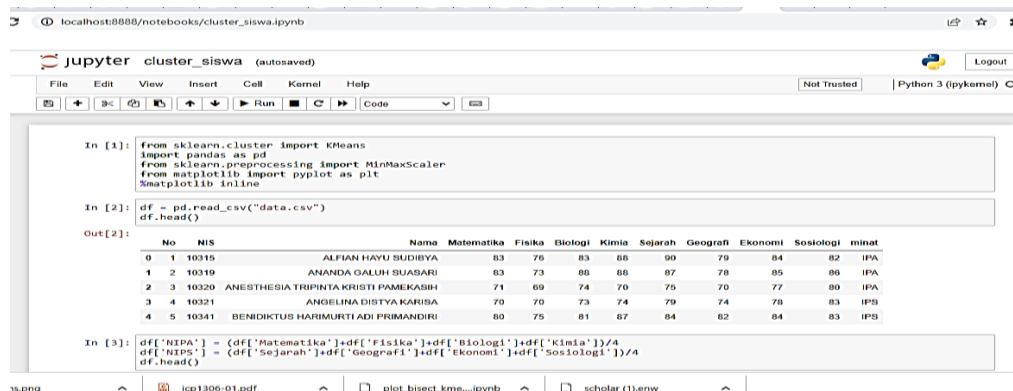 localhost:8888/notebooks/cluster_siswa.ipynb
jupyter cluster_siswa (autosaved)
Logout
File Edit View Insert Cell Kernel Help
Not Trusted
Python 3 (ipykernel)
Run
Code
In [1]: from sklearn.cluster import KMeans
import pandas as pd
from sklearn.preprocessing import MinMaxScaler
from matplotlib import pyplot as plt
%matplotlib inline
In [2]: df = pd.read_csv("data.csv")
df.head()
Out[2]:
No NIS Nama Matematika Fisika Biologi Kimia Sejarah Geografi Ekonomi Sosiologi minat
0 1 10315 ALFIAN HAYU SUDIBYA 83 76 83 88 90 79 84 82 IPA
1 2 10319 ANANDA GALUH SUASARI 83 73 88 88 87 78 85 86 IPA
2 3 10320 ANESTHESIA TRIPINTA KRISTI PAMEKASIH 71 69 74 70 75 70 77 80 IPA
3 4 10321 ANGELINA DISTYA KARISA 70 70 73 74 79 74 78 83 IPS
4 5 10341 BENIDIKTUS HARIMURTI ADI PRIMANDIRI 80 75 81 87 84 82 84 83 IPS
In [3]: df['NIPA'] = (df['Matematika']+df['Fisika']+df['Biologi']+df['Kimia'])/4
df['NIPS'] = (df['Sejarah']+df['Geografi']+df['Ekonomi']+df['Sosiologi'])/4
df.head()
icp1306-01.pdf
plot_bisect_kme....ipynb
scholar (1).enw